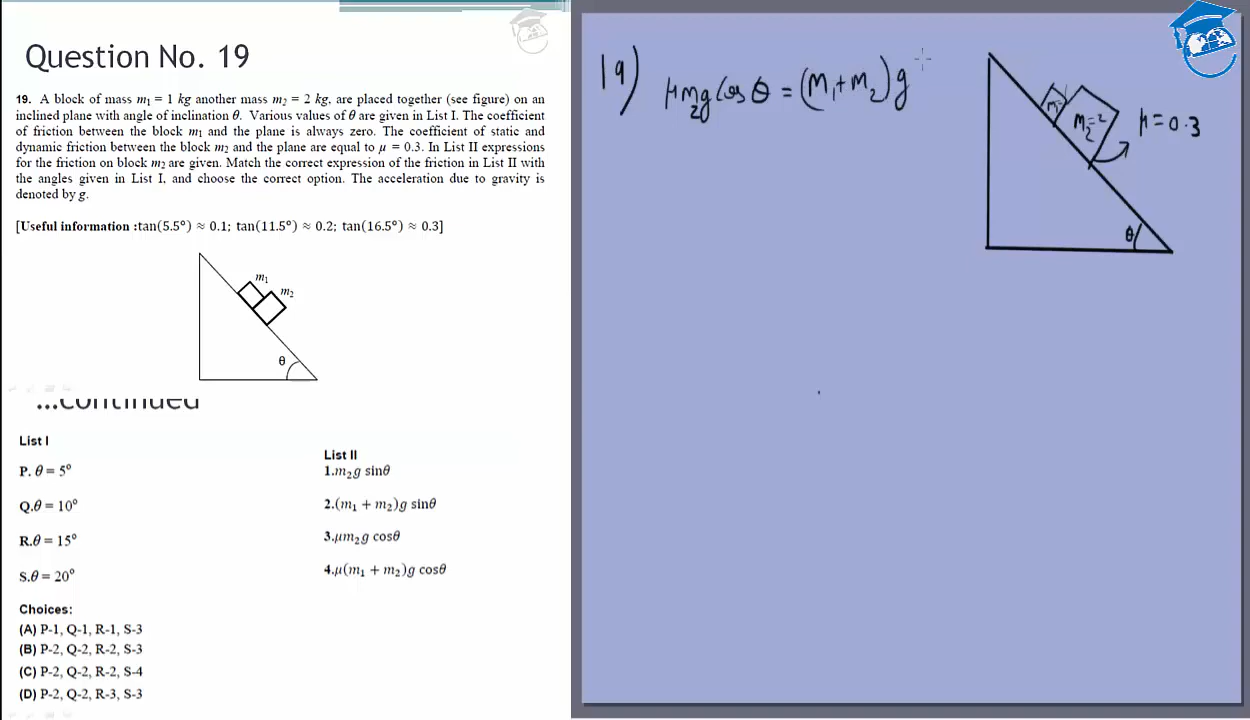 Question No. 19
19. A block of mass m₁ = 1 kg another mass m₂ = 2 kg, are placed together (see figure) on an
inclined plane with angle of inclination θ. Various values of θ are given in List I. The coefficient
of friction between the block m₁ and the plane is always zero. The coefficient of static and
dynamic friction between the block m₂ and the plane are equal to μ = 0.3. In List II expressions
for the friction on block m₂ are given. Match the correct expression of the friction in List II with
the angles given in List I, and choose the correct option. The acceleration due to gravity is
denoted by g.
[Useful information :tan(5.5°) ≈ 0.1; tan(11.5°) ≈ 0.2; tan(16.5°) ≈ 0.3]
m₁
m₂
θ
...continued
List I
P. θ = 5°
Q.θ = 10°
R.θ = 15°
S.θ = 20°
List II
1.m₂g sinθ
2.(m₁ + m₂)g sinθ
3.μm₂g cosθ
4.μ(m₁ + m₂)g cosθ
Choices:
(A) P-1, Q-1, R-1, S-3
(B) P-2, Q-2, R-2, S-3
(C) P-2, Q-2, R-2, S-4
(D) P-2, Q-2, R-3, S-3
19) μm₂g Cos θ = (m₁+m₂)g
m₂=2
μ=0.3
θ